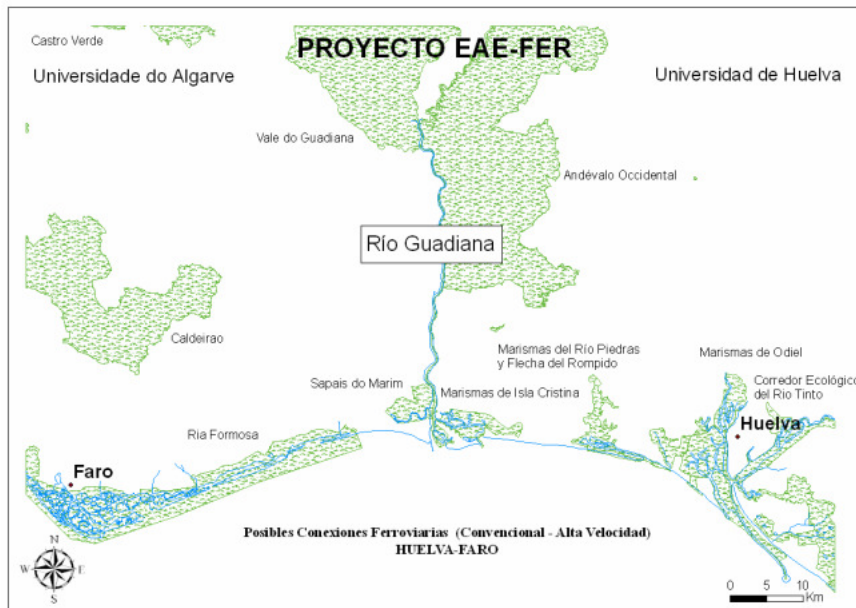 Castro Verde
PROYECTO EAE-FER
Universidade do Algarve
Universidad de Huelva
Vale do Guadiana
Andévalo Occidental
Río Guadiana
Caldeirao
Marismas del Río Piedras
y Flecha del Rompido
Marismas de Odiel
Sapais do Marim
Marismas de Isla Cristina
Corredor Ecológico
del Río Tinto
Huelva
Ria Formosa
Faro
Posibles Conexiones Ferroviarias (Convencional - Alta Velocidad)
HUELVA-FARO
N
W
E
S
0 5 10
Km